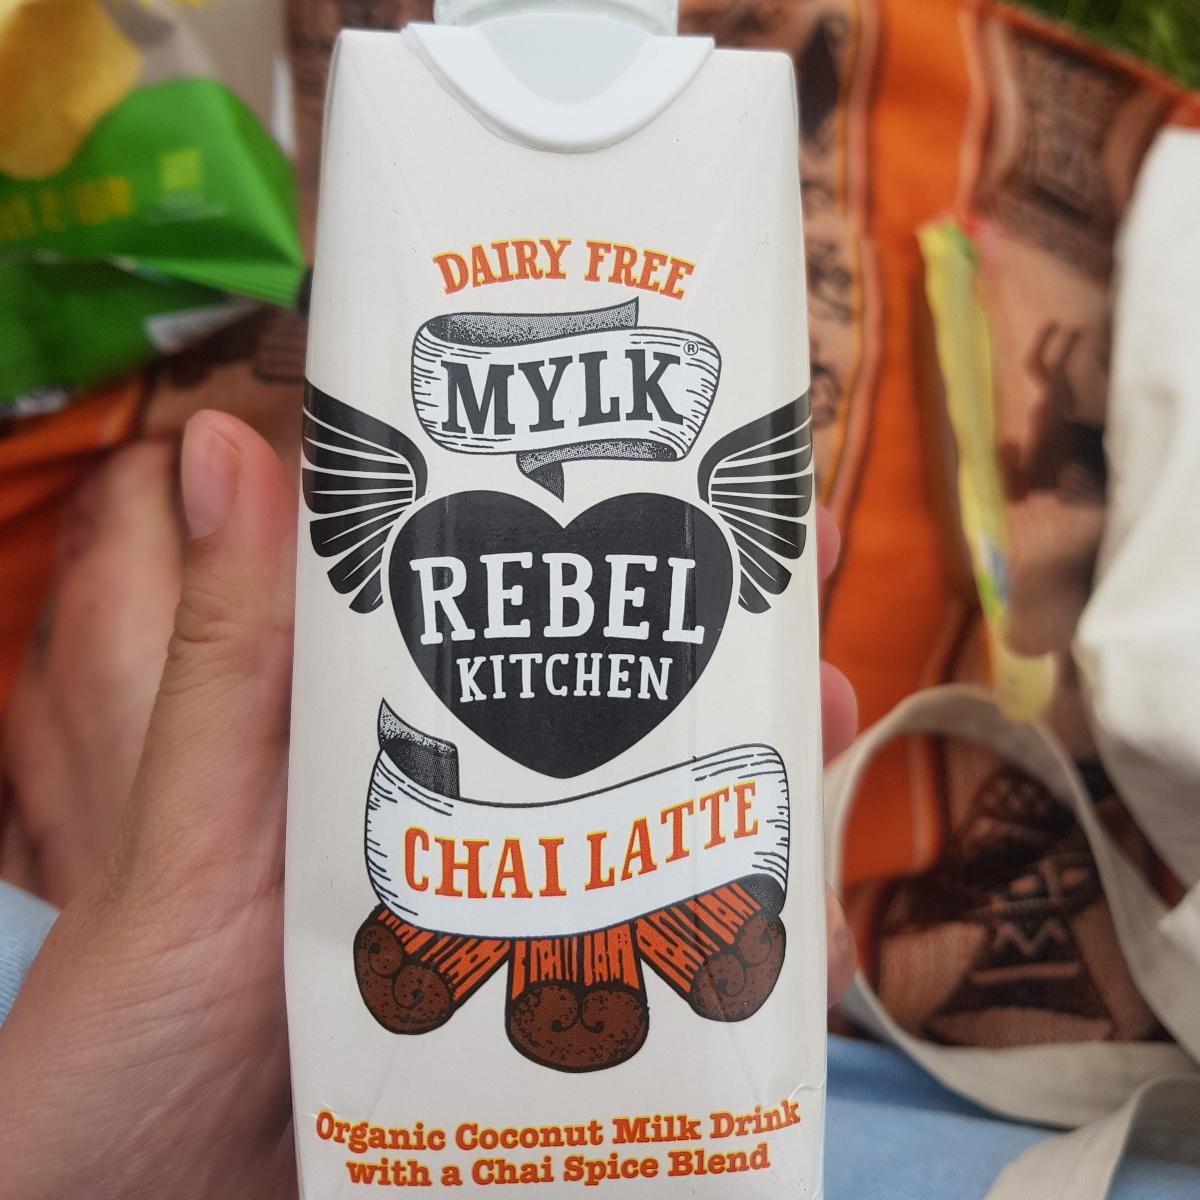 DAIRY FREE
MYLK®
REBEL
KITCHEN
CHAI LATTE
Organic Coconut Milk Drink
with a Chai Spice Blend